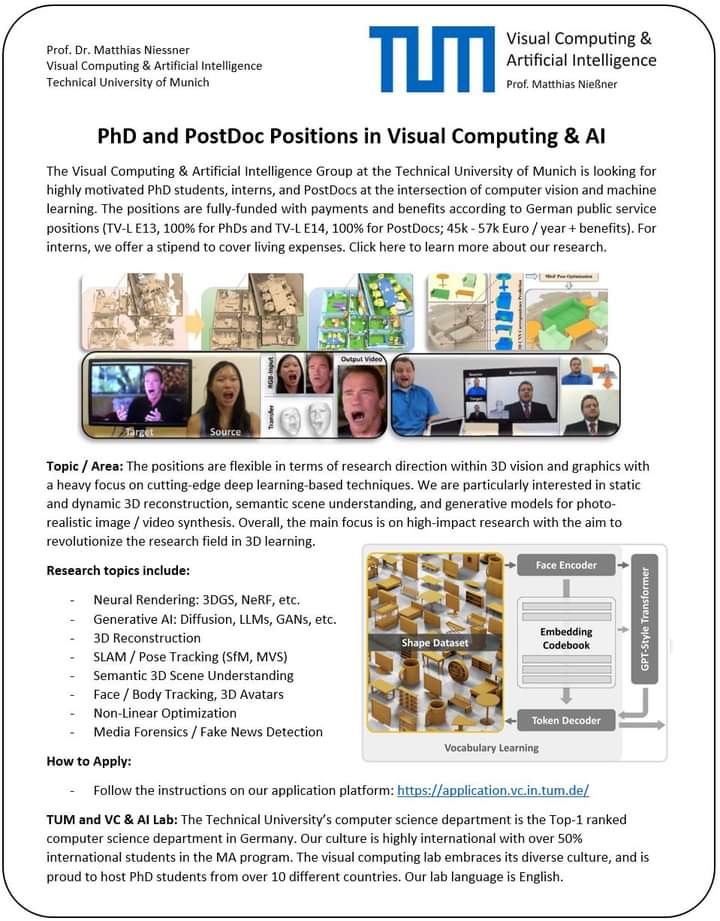 Prof. Dr. Matthias Niessner
Visual Computing & Artificial Intelligence
Technical University of Munich
TUM
Visual Computing &
Artificial Intelligence
Prof. Matthias Nießner
PhD and PostDoc Positions in Visual Computing & AI
The Visual Computing & Artificial Intelligence Group at the Technical University of Munich is looking for
highly motivated PhD students, interns, and PostDocs at the intersection of computer vision and machine
learning. The positions are fully-funded with payments and benefits according to German public service
positions (TV-L E13, 100% for PhDs and TV-L E14, 100% for PostDocs; 45k - 57k Euro / year + benefits). For
interns, we offer a stipend to cover living expenses. Click here to learn more about our research.
Target
Source
RGB-Input
Transfer
Output Video
Source
Target
Reenactment
Topic / Area: The positions are flexible in terms of research direction within 3D vision and graphics with
a heavy focus on cutting-edge deep learning-based techniques. We are particularly interested in static
and dynamic 3D reconstruction, semantic scene understanding, and generative models for photo-
realistic image / video synthesis. Overall, the main focus is on high-impact research with the aim to
revolutionize the research field in 3D learning.
Research topics include:
- Neural Rendering: 3DGS, NeRF, etc.
- Generative AI: Diffusion, LLMs, GANs, etc.
- 3D Reconstruction
- SLAM / Pose Tracking (SfM, MVS)
- Semantic 3D Scene Understanding
- Face / Body Tracking, 3D Avatars
- Non-Linear Optimization
- Media Forensics / Fake News Detection
Shape Dataset
Face Encoder
Embedding
Codebook
Token Decoder
GPT-Style Transformer
Vocabulary Learning
How to Apply:
- Follow the instructions on our application platform: https://application.vc.in.tum.de/
TUM and VC & AI Lab: The Technical University's computer science department is the Top-1 ranked
computer science department in Germany. Our culture is highly international with over 50%
international students in the MA program. The visual computing lab embraces its diverse culture, and is
proud to host PhD students from over 10 different countries. Our lab language is English.